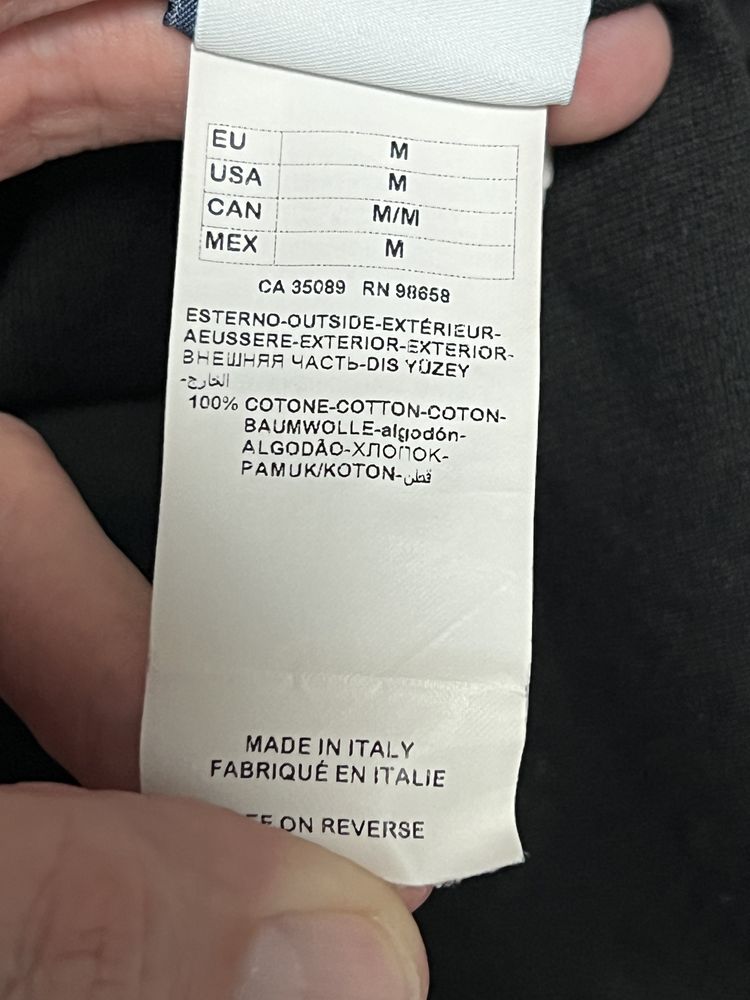 EU M
USA M
CAN M/M
MEX M
CA 35089 RN 98658
ESTERNO-OUTSIDE-EXTÉRIEUR-
AEUSSERE-EXTERIOR-EXTERIOR-
ВНЕШНЯЯ ЧАСТЬ-DIS YÜZEY
-الخارج
100% COTONE-COTTON-COTON-
BAUMWOLLE-algodón-
ALGODÃO-ХЛОПОК-
PAMUK/KOTON-قطن
MADE IN ITALY
FABRIQUÉ EN ITALIE
ON REVERSE